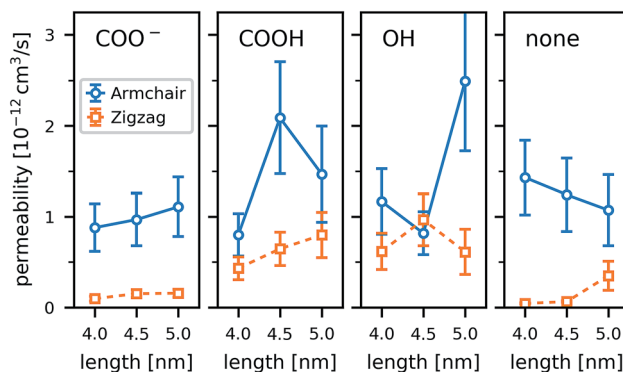 permeability [10⁻¹² cm³/s]
3
2
1
0
COO⁻
COOH
OH
none
Armchair
Zigzag
4.0 4.5 5.0 4.0 4.5 5.0 4.0 4.5 5.0 4.0 4.5 5.0
length [nm] length [nm] length [nm] length [nm]